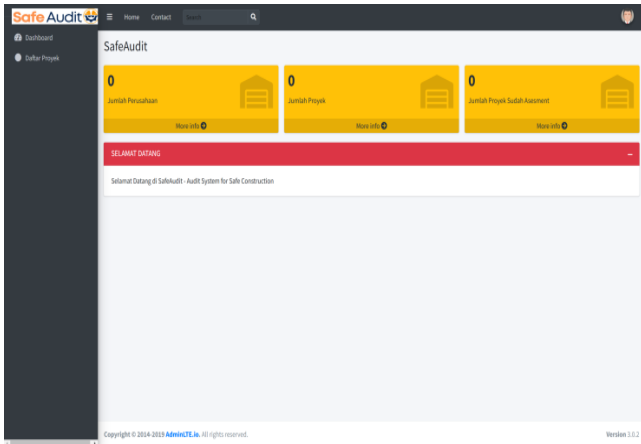 Safe Audit
Home Contact Search
Dashboard
Daftar Proyek
SafeAudit
0
Jumlah Perusahaan
More info
0
Jumlah Proyek
More info
0
Jumlah Proyek Sudah Asesment
More info
SELAMAT DATANG
Selamat Datang di SafeAudit - Audit System for Safe Construction
Copyright © 2014-2019 AdminLTE.io. All rights reserved.
Version 3.0.2